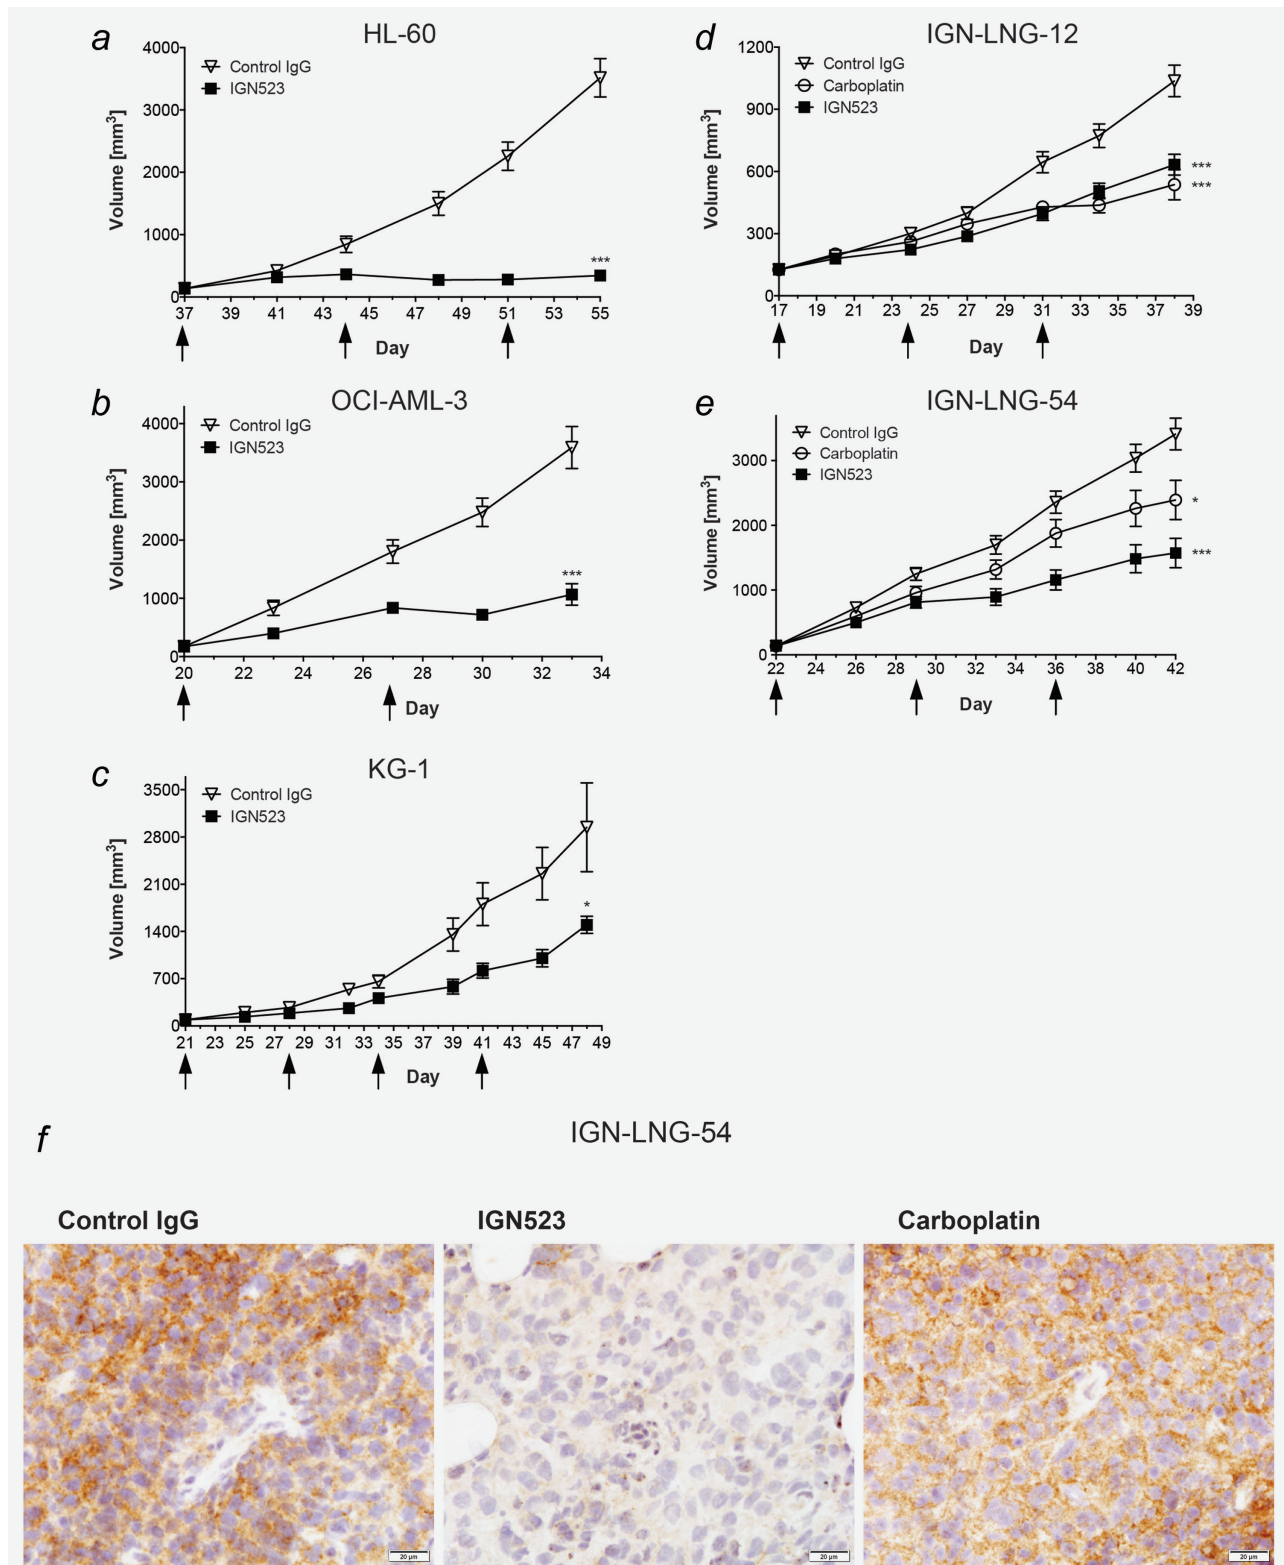 a
HL-60
Control IgG
IGN523
Volume [mm³]
4000
3000
2000
1000
0
***
37 39 41 43 45 47 49 51 53 55
Day
b
OCI-AML-3
Control IgG
IGN523
Volume [mm³]
4000
3000
2000
1000
0
***
20 22 24 26 28 30 32 34
Day
c
KG-1
Control IgG
IGN523
Volume [mm³]
3500
2800
2100
1400
700
0
*
21 23 25 27 29 31 33 35 37 39 41 43 45 47 49
Day
d
IGN-LNG-12
Control IgG
Carboplatin
IGN523
Volume [mm³]
1200
900
600
300
0
***
***
17 19 21 23 25 27 29 31 33 35 37 39
Day
e
IGN-LNG-54
Control IgG
Carboplatin
IGN523
Volume [mm³]
3000
2000
1000
0
*
***
22 24 26 28 30 32 34 36 38 40 42
Day
f
IGN-LNG-54
Control IgG IGN523 Carboplatin
20 µm 20 µm 20 µm